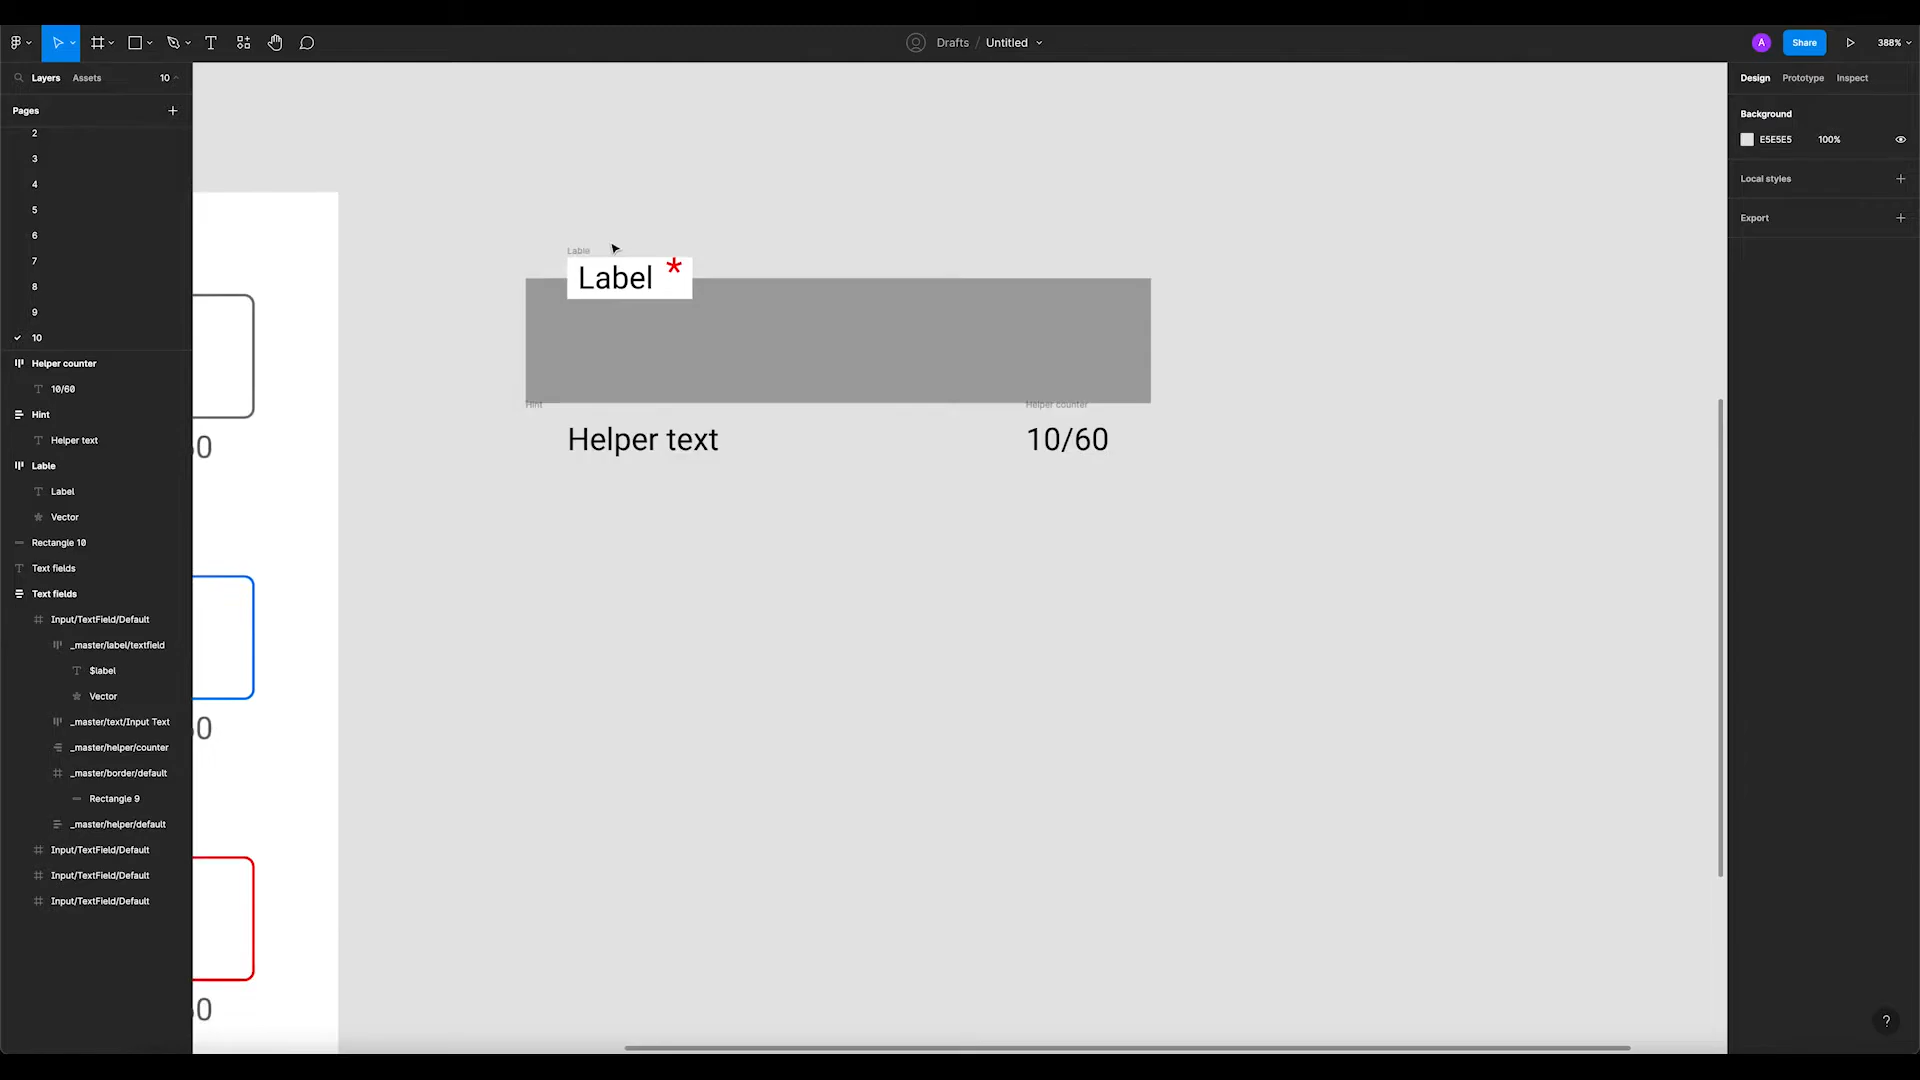 Drafts / Untitled
A
Share
388%
Layers
Assets
10
Pages
2
3
4
5
6
7
8
9
10
Helper counter
10/60
Hint
Helper text
Lable
Label
Vector
Rectangle 10
Text fields
Text fields
Input/TextField/Default
_master/label/textfield
$label
Vector
_master/text/Input Text
_master/helper/counter
_master/border/default
Rectangle 9
_master/helper/default
Input/TextField/Default
Input/TextField/Default
Input/TextField/Default
0
0
0
Lable
Label *
Hint
Helper counter
Helper text
10/60
Design
Prototype
Inspect
Background
E5E5E5
100%
Local styles
Export
?